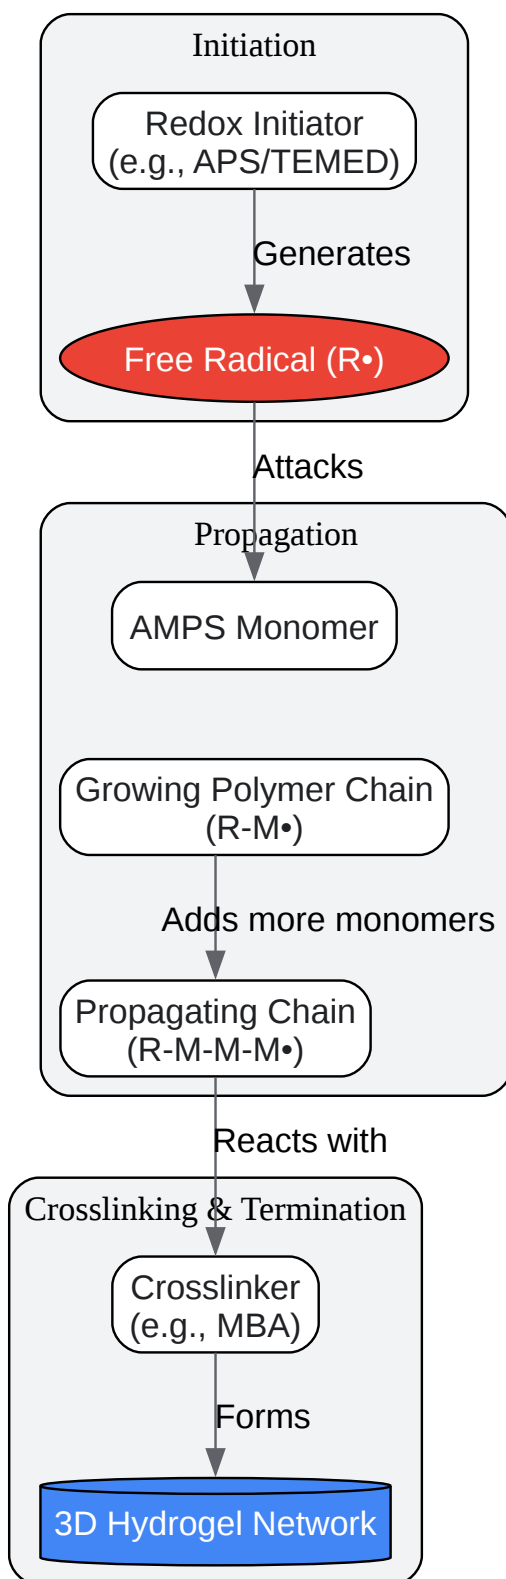 Initiation
Redox Initiator
(e.g., APS/TEMED)
Generates
Free Radical (R•)
Attacks
Propagation
AMPS Monomer
Growing Polymer Chain
(R-M•)
Adds more monomers
Propagating Chain
(R-M-M-M•)
Reacts with
Crosslinking & Termination
Crosslinker
(e.g., MBA)
Forms
3D Hydrogel Network